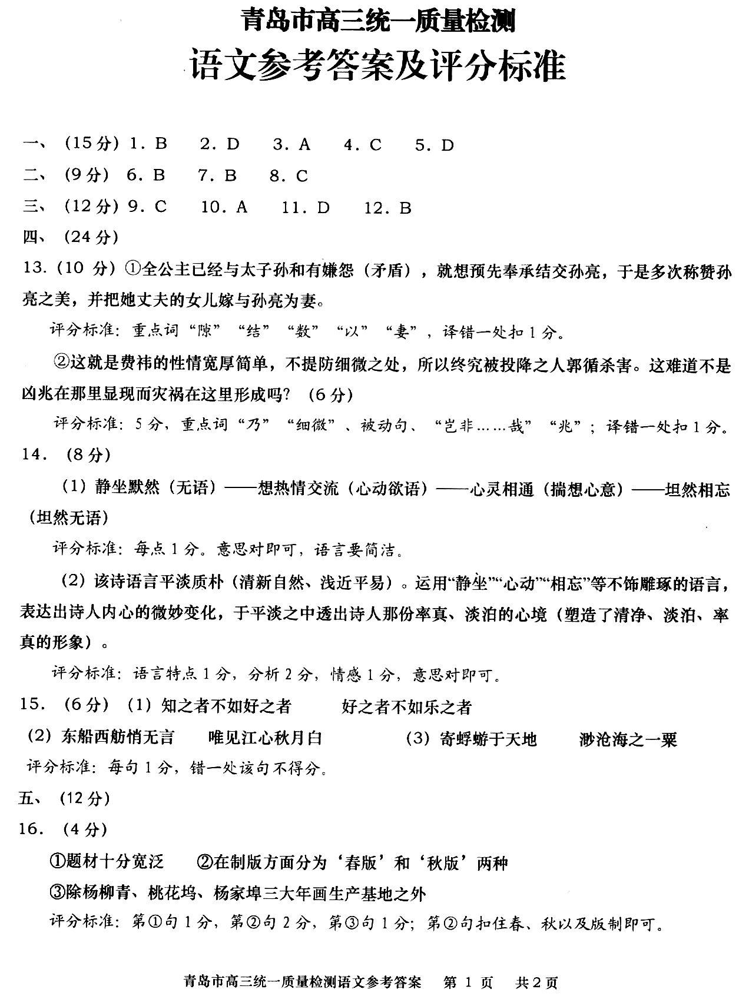 青岛市高三统一质量检测
语文参考答案及评分标准
一、（15分）1．B 2．D 3．A 4．C 5．D
二、（9分） 6．B 7．B 8．C
三、（12分）9．C 10．A 11．D 12．B
四、（24分）
13.（10 分）①全公主已经与太子孙和有嫌怨（矛盾），就想预先奉承结交孙亮，于是多次称赞孙
亮之美，并把她丈夫的女儿嫁与孙亮为妻。
评分标准：重点词“隙” “结” “数” “以” “妻”，译错一处扣1分。
②这就是费祎的性情宽厚简单，不提防细微之处，所以终究被投降之人郭循杀害。这难道不是
凶兆在那里显现而灾祸在这里形成吗？（6分）
评分标准：5分，重点词“乃” “细微”、被动句、“岂非……哉” “兆”；译错一处扣1分。
14．（8分）
（1）静坐默然（无语）——想热情交流（心动欲语）——心灵相通（揣想心意）——坦然相忘
（坦然无语）
评分标准：每点1分。意思对即可，语言要简洁。
（2）该诗语言平淡质朴（清新自然、浅近平易）。运用“静坐”“心动”“相忘”等不饰雕琢的语言，
表达出诗人内心的微妙变化，于平淡之中透出诗人那份率真、淡泊的心境（塑造了清净、淡泊、率
真的形象）。
评分标准：语言特点1分，分析2分，情感1分，意思对即可。
15．（6分）（1）知之者不如好之者 好之者不如乐之者
（2）东船西舫悄无言 唯见江心秋月白 （3）寄蜉蝣于天地 渺沧海之一粟
评分标准：每句1分，错一处该句不得分。
五、（12分）
16．（4分）
①题材十分宽泛 ②在制版方面分为‘春版’和‘秋版’两种
③除杨柳青、桃花坞、杨家埠三大年画生产基地之外
评分标准：第①句1分，第②句2分，第③句1分；第②句扣住春、秋以及版制即可。
青岛市高三统一质量检测语文参考答案 第 1 页 共2页